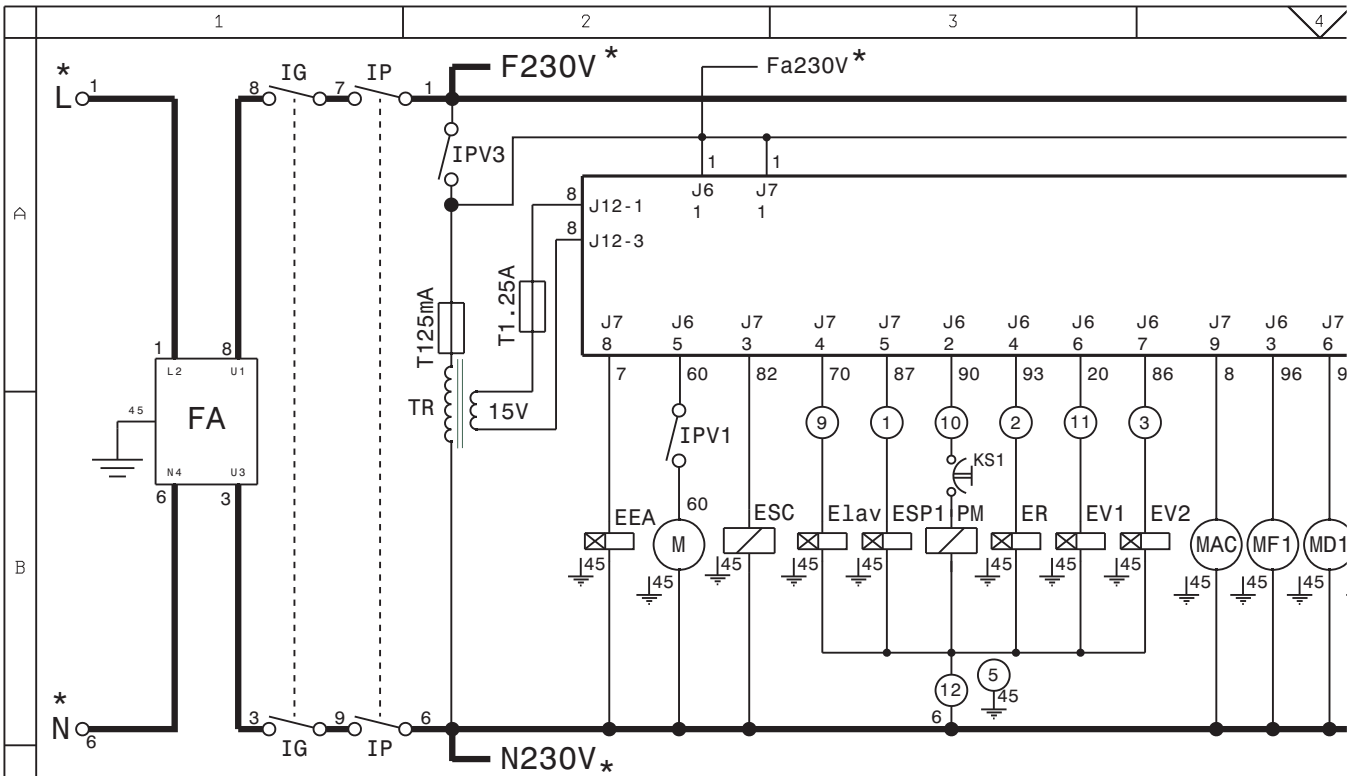 1 2 3 4
* * *
L 1 8 IG 7 IP 1 F230V Fa230V
IPV3 1 1
A
8 J12-1 J6 J7
1 1
8 J12-3
T125mA T1.25A
J7 J6 J7 J7 J7 J6 J6 J6 J6 J7 J6 J7
8 5 3 4 5 2 4 6 7 9 3 6
1 8 7 60 82 70 87 90 93 20 86 8 96 9
L2 U1
45 FA TR 15V IPV1 9 1 10 2 11 3
N4 U3 KS1
6 3 60
B
EEA M ESC Elav ESP1 PM ER EV1 EV2 MAC MF1 MD1
45 45 45 45 45 45 45 45 45 45 45
12 5
45
*
N 6 3 IG 9 IP 6 6
N230V *